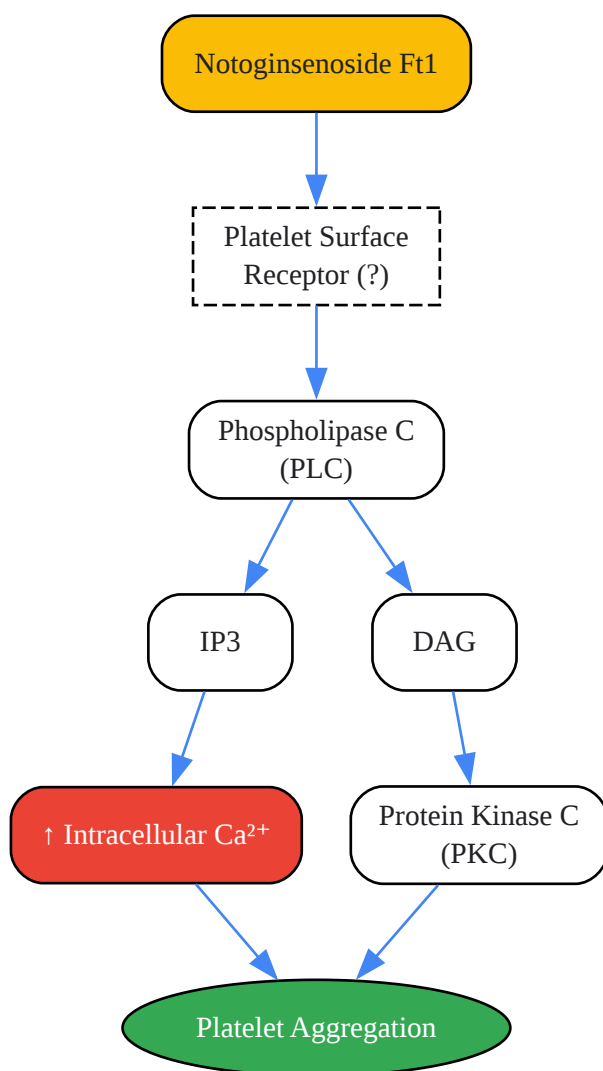 Notoginsenoside Ft1
Platelet Surface
Receptor (?)
Phospholipase C
(PLC)
IP3
DAG
↑ Intracellular Ca²⁺
Protein Kinase C
(PKC)
Platelet Aggregation